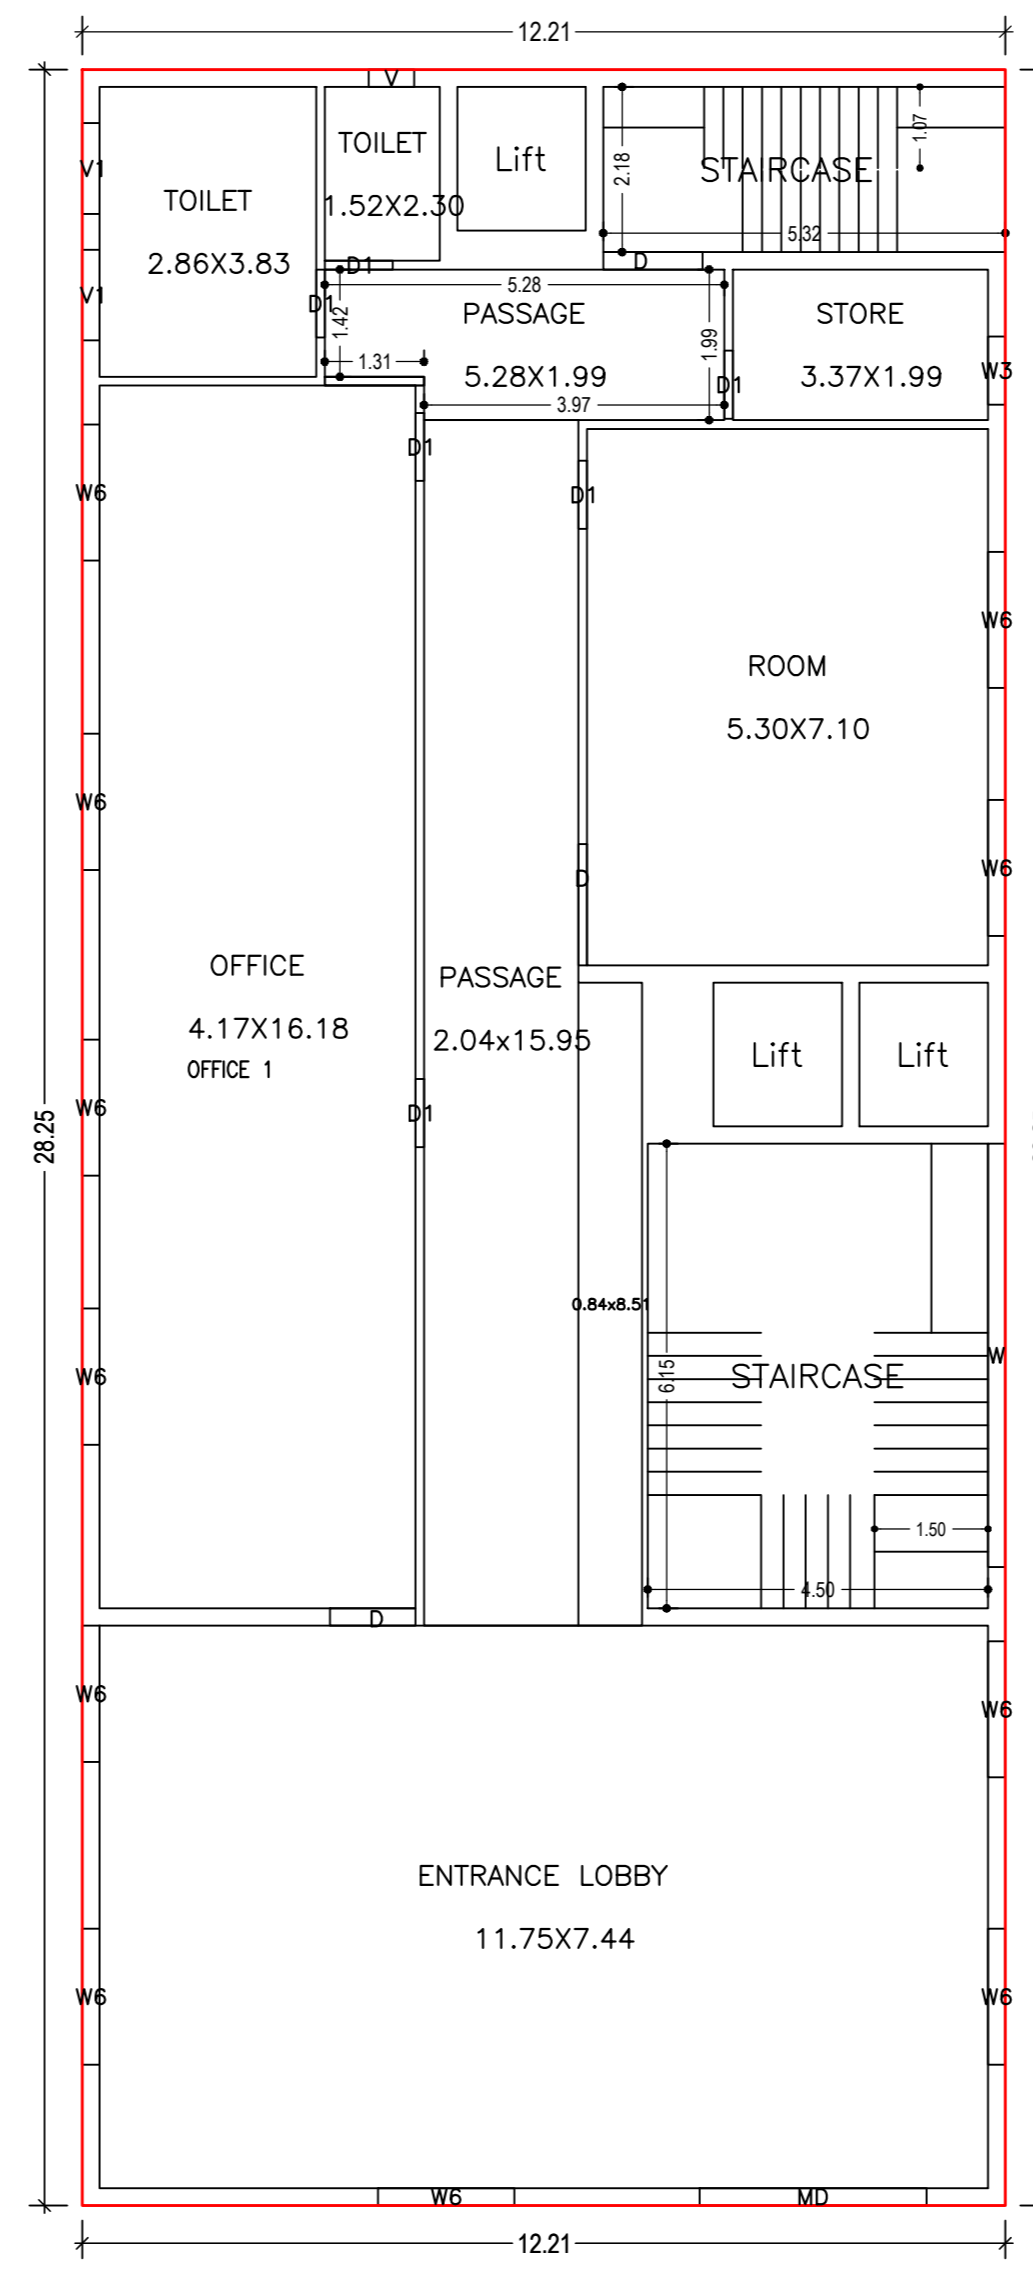 12.21
V
TOILET
1.52X2.30
Lift
STAIRCASE
2.18
1.07
5.32
V1
TOILET
2.86X3.83
V1
D1
D1
D
5.28
PASSAGE
5.28X1.99
1.42
1.31
1.99
3.97
STORE
3.37X1.99
D1
W3
D1
D1
W6
W6
ROOM
5.30X7.10
W6
W6
D
OFFICE
4.17X16.18
OFFICE 1
PASSAGE
2.04x15.95
Lift
Lift
W6
D1
28.25
0.84x8.51
6.15
STAIRCASE
W
W6
1.50
4.50
D
W6
W6
ENTRANCE LOBBY
11.75X7.44
W6
W6
W6
MD
12.21